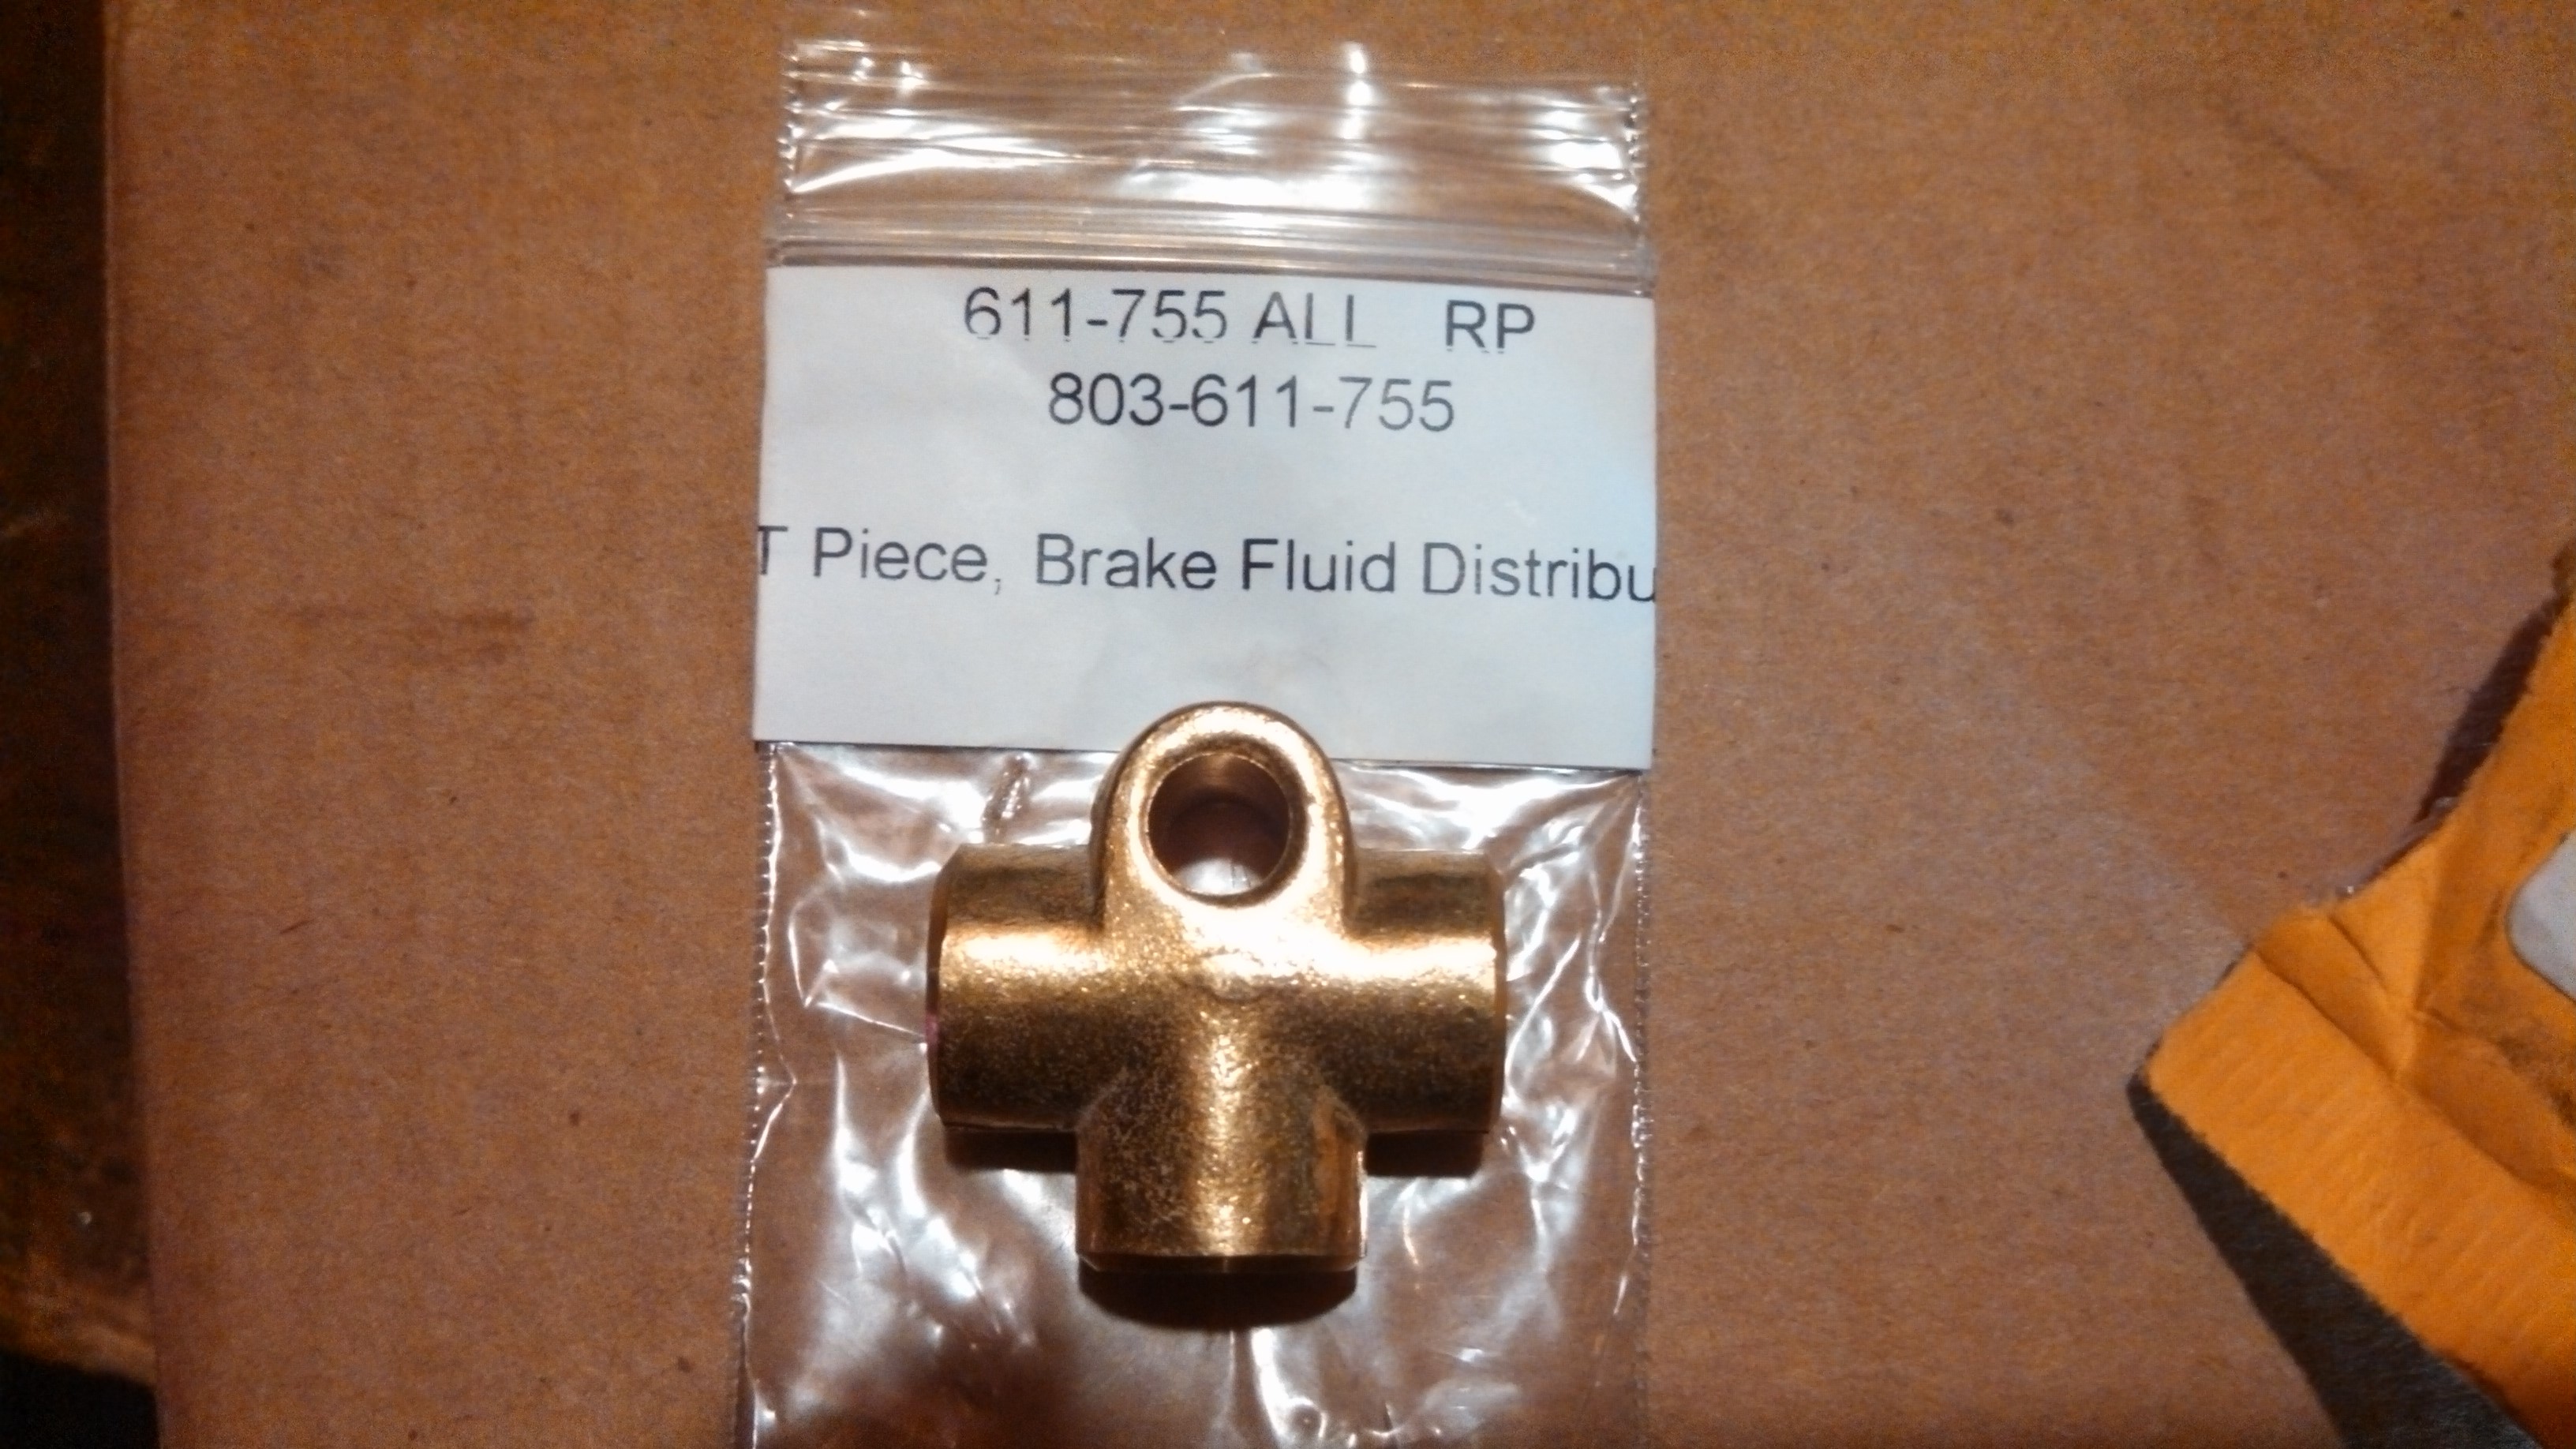 611-755 ALL RP
803-611-755
T Piece, Brake Fluid Distribu